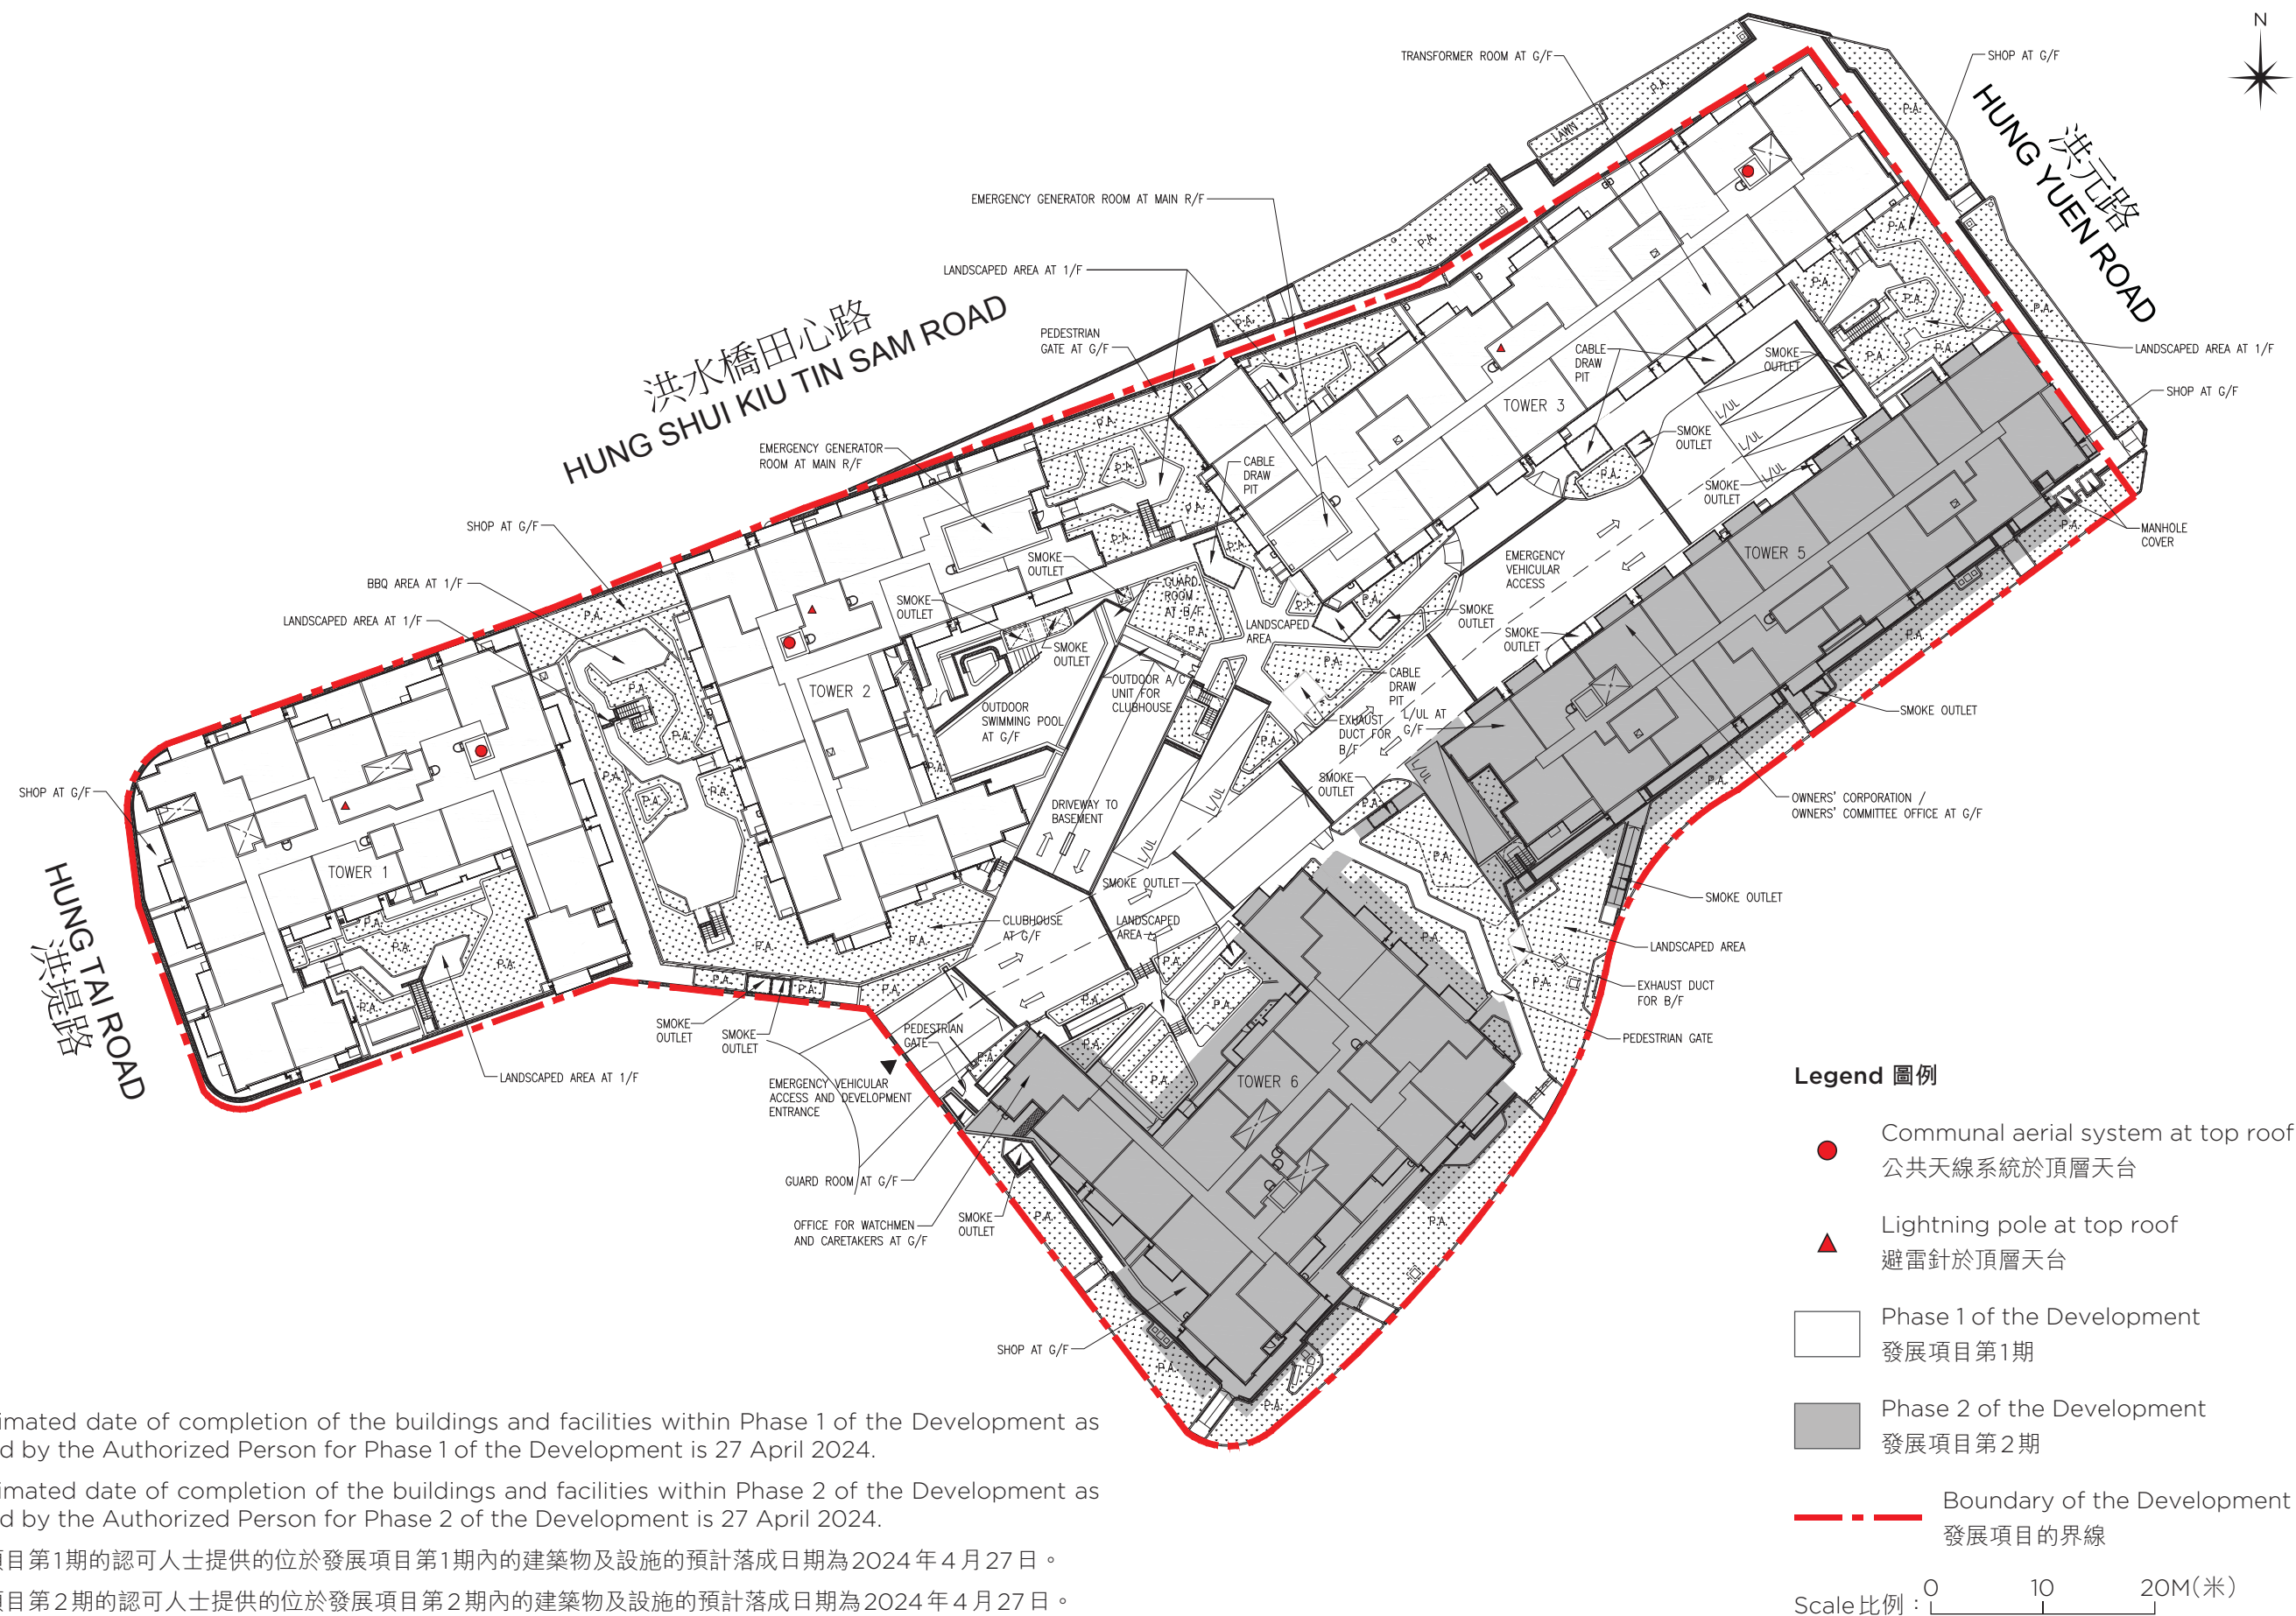 N
TRANSFORMER ROOM AT G/F
SHOP AT G/F
洪元路
HUNG YUEN ROAD
P.A.
LAWN
EMERGENCY GENERATOR ROOM AT MAIN R/F
LANDSCAPED AREA AT 1/F
洪水橋田心路
HUNG SHUI KIU TIN SAM ROAD
PEDESTRIAN
GATE AT G/F
CABLE
DRAW
PIT
SMOKE
OUTLET
LANDSCAPED AREA AT 1/F
SHOP AT G/F
TOWER 3
L/UL
L/UL
L/UL
SMOKE
OUTLET
SMOKE
OUTLET
EMERGENCY GENERATOR
ROOM AT MAIN R/F
CABLE
DRAW
PIT
MANHOLE
COVER
SHOP AT G/F
TOWER 5
EMERGENCY
VEHICULAR
ACCESS
SMOKE
OUTLET
BBQ AREA AT 1/F
GUARD
ROOM
AT B/F
SMOKE
OUTLET
LANDSCAPED AREA AT 1/F
LANDSCAPED
AREA
SMOKE
OUTLET
SMOKE
OUTLET
SMOKE
OUTLET
TOWER 2
OUTDOOR A/C
UNIT FOR
CLUBHOUSE
CABLE
DRAW
PIT
OUTDOOR
SWIMMING POOL
AT G/F
EXHAUST
DUCT FOR
B/F
L/UL AT
G/F
SMOKE OUTLET
SMOKE
OUTLET
L/UL
L/UL
L/UL
SHOP AT G/F
DRIVEWAY TO
BASEMENT
OWNERS' CORPORATION /
OWNERS' COMMITTEE OFFICE AT G/F
TOWER 1
SMOKE OUTLET
SMOKE OUTLET
HUNG TAI ROAD
洪堤路
CLUBHOUSE
AT G/F
LANDSCAPED
AREA
LANDSCAPED AREA
EXHAUST DUCT
FOR B/F
SMOKE
OUTLET
SMOKE
OUTLET
PEDESTRIAN
GATE
PEDESTRIAN GATE
LANDSCAPED AREA AT 1/F
EMERGENCY VEHICULAR
ACCESS AND DEVELOPMENT
ENTRANCE
TOWER 6
GUARD ROOM AT G/F
OFFICE FOR WATCHMEN
AND CARETAKERS AT G/F
SMOKE
OUTLET
SHOP AT G/F
Legend 圖例
Communal aerial system at top roof
公共天線系統於頂層天台
Lightning pole at top roof
避雷針於頂層天台
Phase 1 of the Development
發展項目第1期
Phase 2 of the Development
發展項目第2期
Boundary of the Development
發展項目的界線
Scale比例：0 10 20M(米)
date of completion of the buildings and facilities within Phase 1 of the Development as
by the Authorized Person for Phase 1 of the Development is 27 April 2024.
date of completion of the buildings and facilities within Phase 2 of the Development as
by the Authorized Person for Phase 2 of the Development is 27 April 2024.
項目第1期的認可人士提供的位於發展項目第1期內的建築物及設施的預計落成日期為2024年4月27日。
項目第2期的認可人士提供的位於發展項目第2期內的建築物及設施的預計落成日期為2024年4月27日。